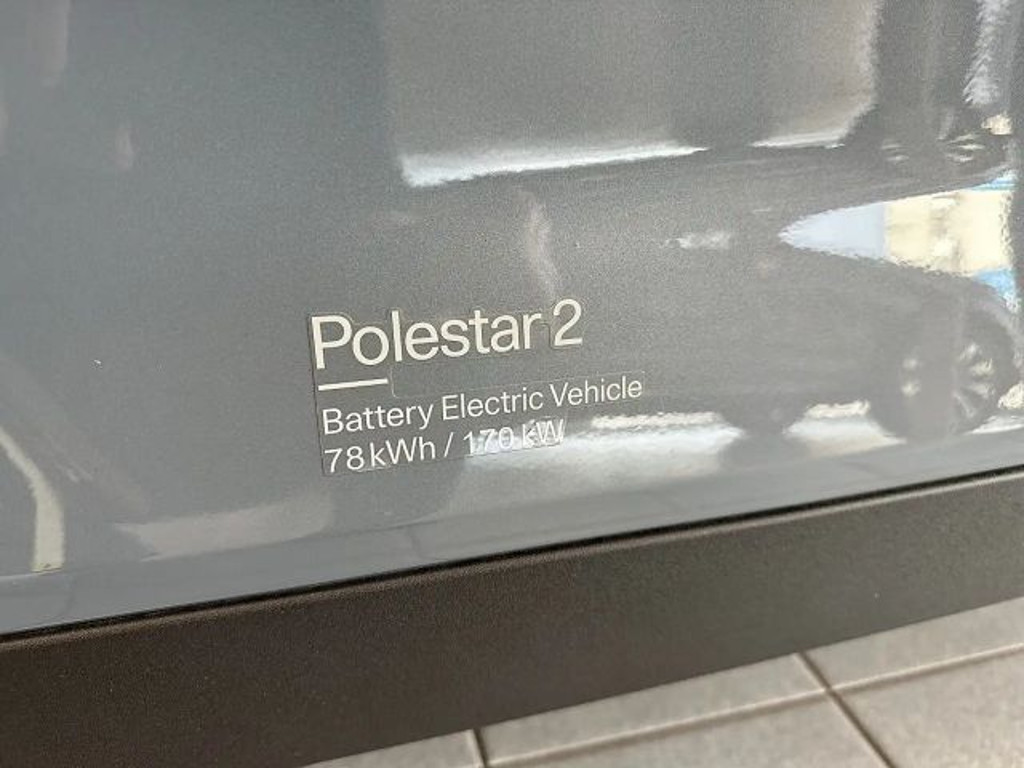 Polestar 2
Battery Electric Vehicle
78 kWh / 170 kW